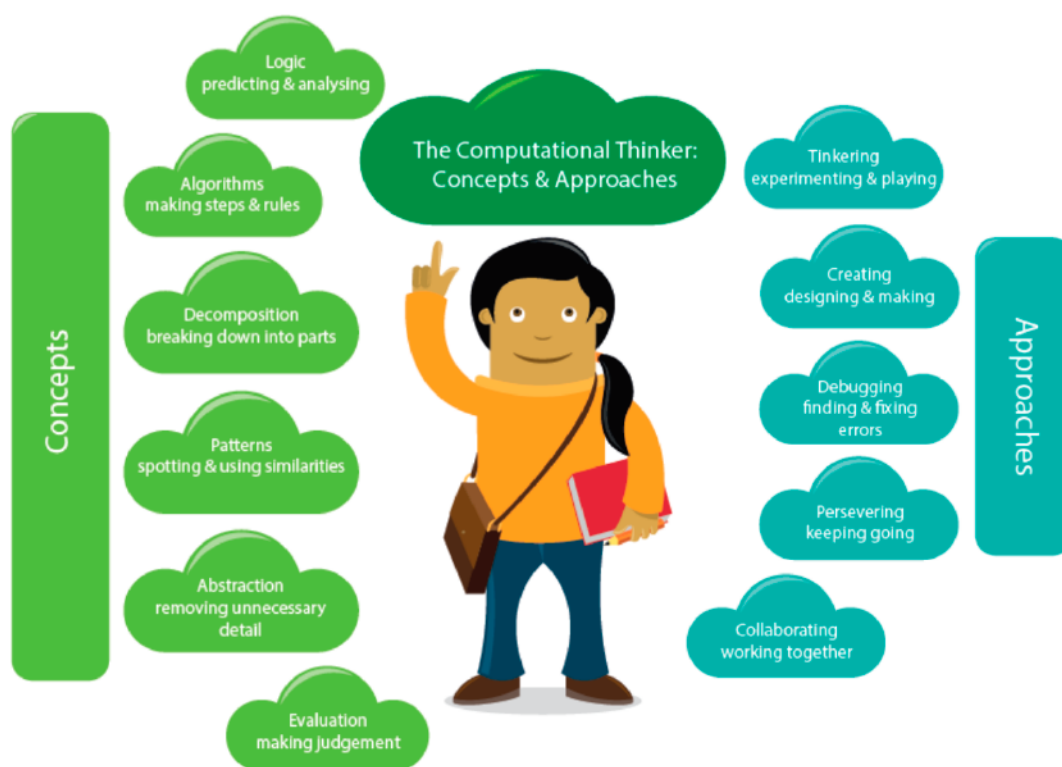 The Computational Thinker:
Concepts & Approaches
Concepts
Logic
predicting & analysing
Algorithms
making steps & rules
Decomposition
breaking down into parts
Patterns
spotting & using similarities
Abstraction
removing unnecessary
detail
Evaluation
making judgement
Approaches
Tinkering
experimenting & playing
Creating
designing & making
Debugging
finding & fixing
errors
Persevering
keeping going
Collaborating
working together